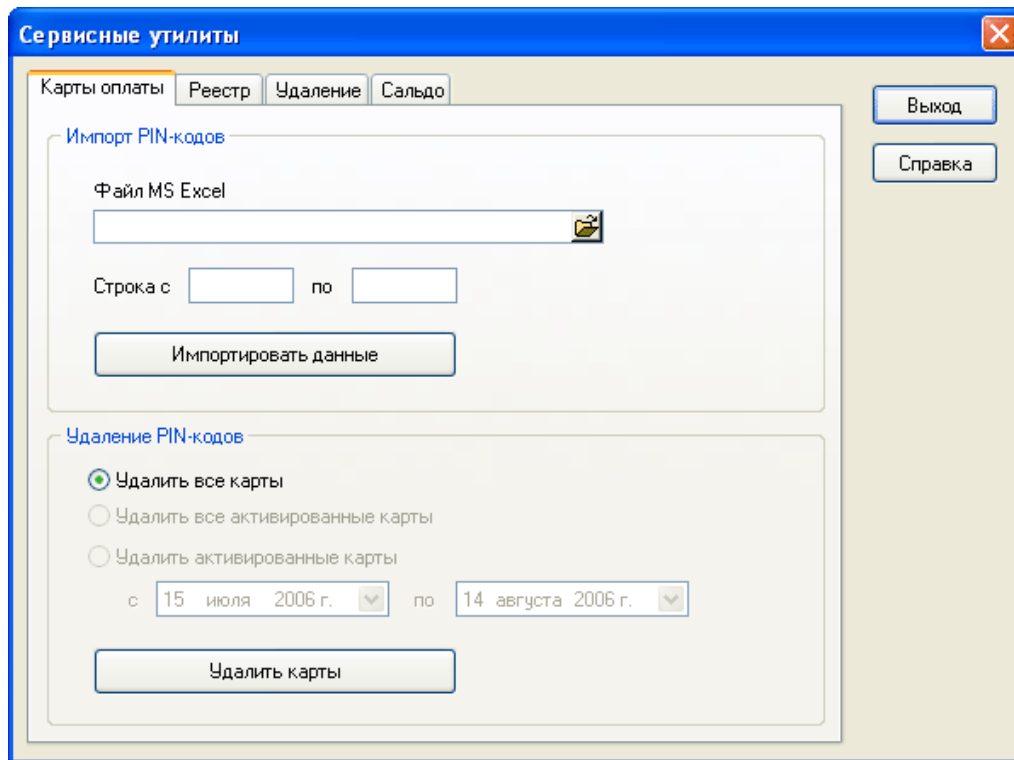 Сервисные утилиты
Карты оплаты Реестр Удаление Сальдо
Выход
Справка
Импорт PIN-кодов
Файл MS Excel
Строка с по
Импортировать данные
Удаление PIN-кодов
Удалить все карты
Удалить все активированные карты
Удалить активированные карты
с 15 июля 2006 г. по 14 августа 2006 г.
Удалить карты